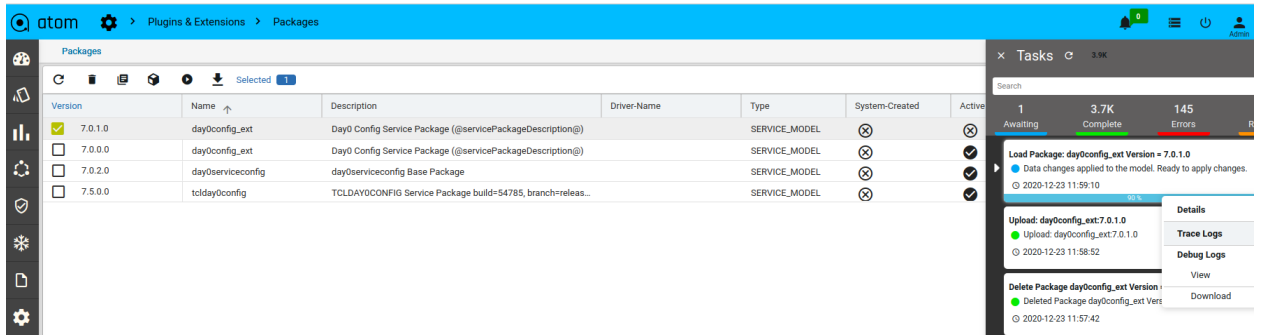 atom > Plugins & Extensions > Packages 0 Admin
Packages
Selected 1
Version Name Description Driver-Name Type System-Created Active
7.0.1.0 day0config_ext Day0 Config Service Package (@servicePackageDescription@) SERVICE_MODEL
7.0.0.0 day0config_ext Day0 Config Service Package (@servicePackageDescription@) SERVICE_MODEL
7.0.2.0 day0serviceconfig day0serviceconfig Base Package SERVICE_MODEL
7.5.0.0 tclday0config TCLDAY0CONFIG Service Package build=54785, branch=releas... SERVICE_MODEL
× Tasks 3.9K
Search
1 3.7K 145
Awaiting Complete Errors R
Load Package: day0config_ext Version = 7.0.1.0
Data changes applied to the model. Ready to apply changes.
2020-12-23 11:59:10
90 %
Upload: day0config_ext:7.0.1.0
Upload: day0config_ext:7.0.1.0
2020-12-23 11:58:52
Delete Package day0config_ext Version
Deleted Package day0config_ext Vers
2020-12-23 11:57:42
Details
Trace Logs
Debug Logs
View
Download